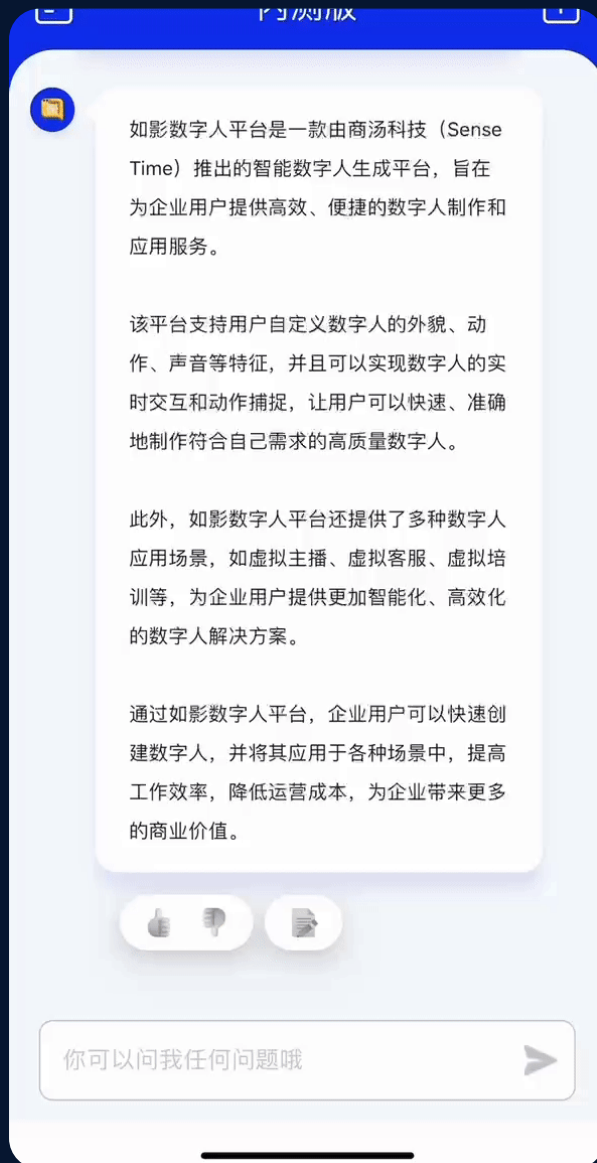 内测版
如影数字人平台是一款由商汤科技（Sense
Time）推出的智能数字人生成平台，旨在
为企业用户提供高效、便捷的数字人制作和
应用服务。
该平台支持用户自定义数字人的外貌、动
作、声音等特征，并且可以实现数字人的实
时交互和动作捕捉，让用户可以快速、准确
地制作符合自己需求的高质量数字人。
此外，如影数字人平台还提供了多种数字人
应用场景，如虚拟主播、虚拟客服、虚拟培
训等，为企业用户提供更加智能化、高效化
的数字人解决方案。
通过如影数字人平台，企业用户可以快速创
建数字人，并将其应用于各种场景中，提高
工作效率，降低运营成本，为企业带来更多
的商业价值。
你可以问我任何问题哦